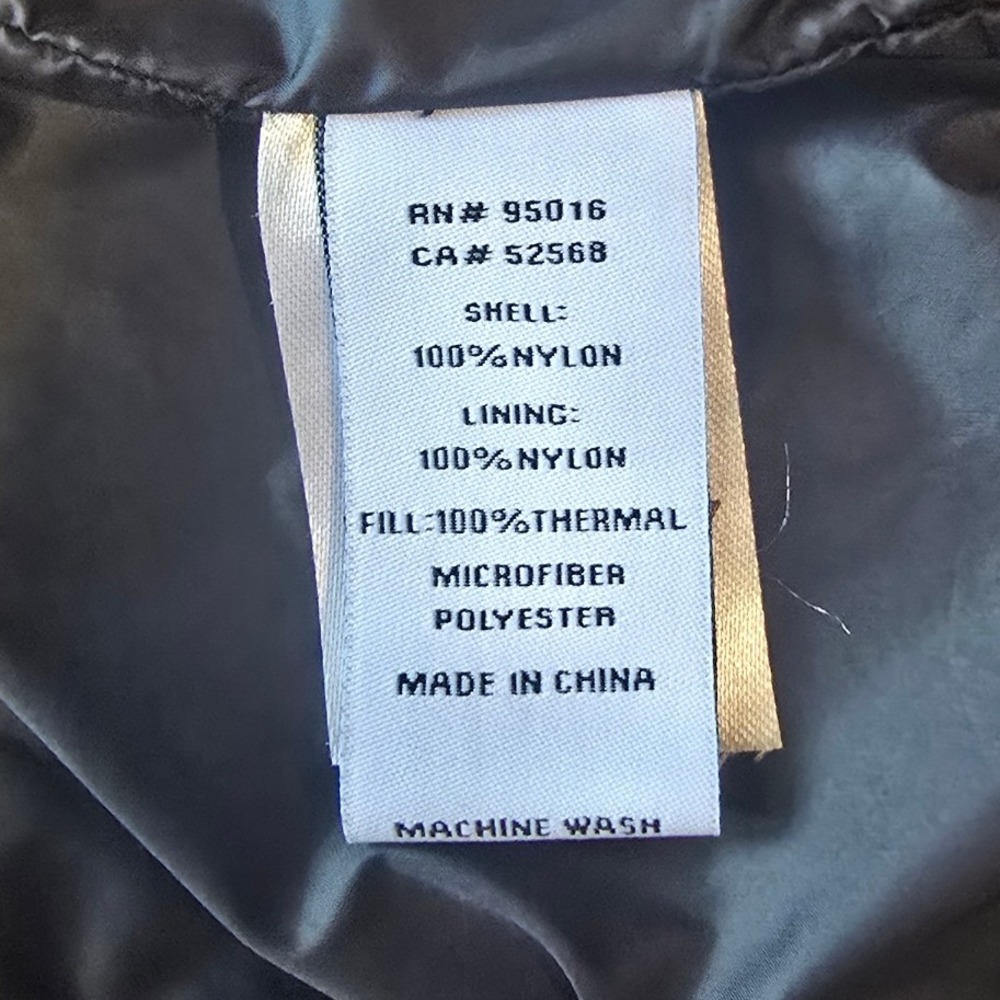 RN# 95016
CA# 52568
SHELL:
100%NYLON
LINING:
100%NYLON
FILL:100%THERMAL
MICROFIBER
POLYESTER
MADE IN CHINA
MACHINE WASH